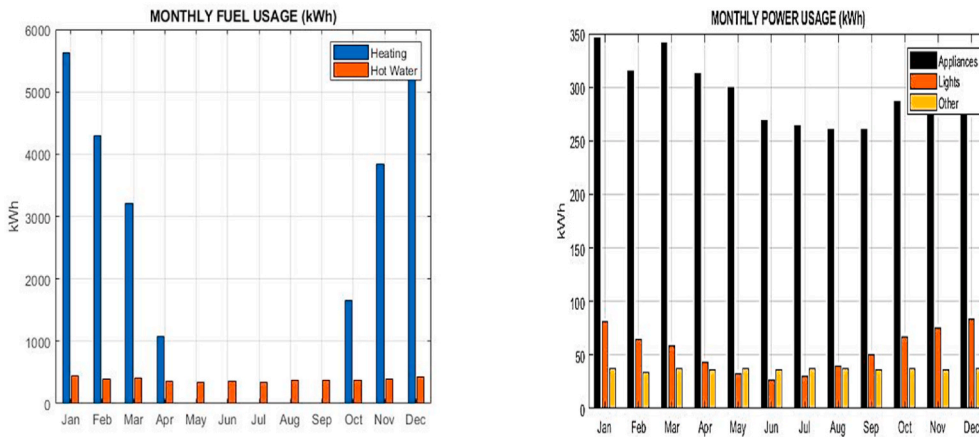 MONTHLY FUEL USAGE (kWh)
6000
5000
4000
3000
2000
1000
0
kWh
Heating
Hot Water
Jan Feb Mar Apr May Jun Jul Aug Sep Oct Nov Dec
MONTHLY POWER USAGE (kWh)
350
300
250
200
150
100
50
0
kWh
Appliances
Lights
Other
Jan Feb Mar Apr May Jun Jul Aug Sep Oct Nov Dec